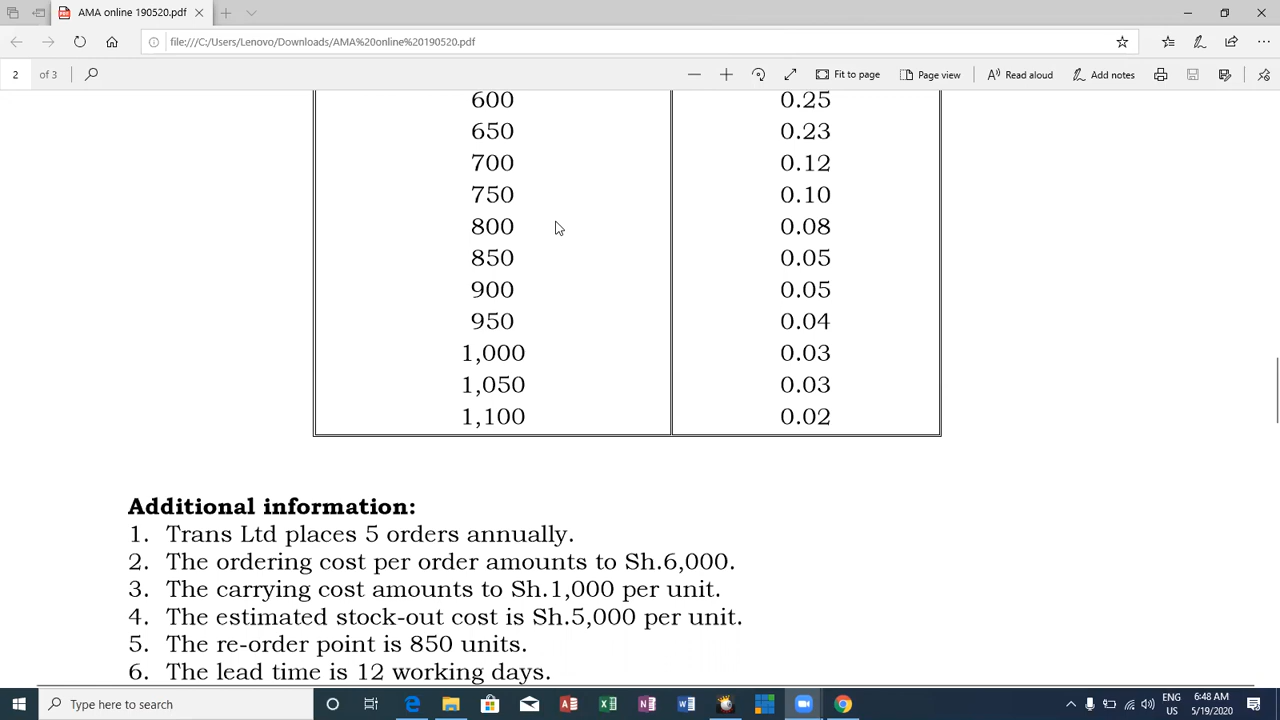 AMA online 190520.pdf
file:///C:/Users/Lenovo/Downloads/AMA%20online%20190520.pdf
2 of 3 Fit to page Page view Read aloud Add notes
600 0.25
650 0.23
700 0.12
750 0.10
800 0.08
850 0.05
900 0.05
950 0.04
1,000 0.03
1,050 0.03
1,100 0.02
Additional information:
1. Trans Ltd places 5 orders annually.
2. The ordering cost per order amounts to Sh.6,000.
3. The carrying cost amounts to Sh.1,000 per unit.
4. The estimated stock-out cost is Sh.5,000 per unit.
5. The re-order point is 850 units.
6. The lead time is 12 working days.
Type here to search
ENG
US
6:48 AM
5/19/2020